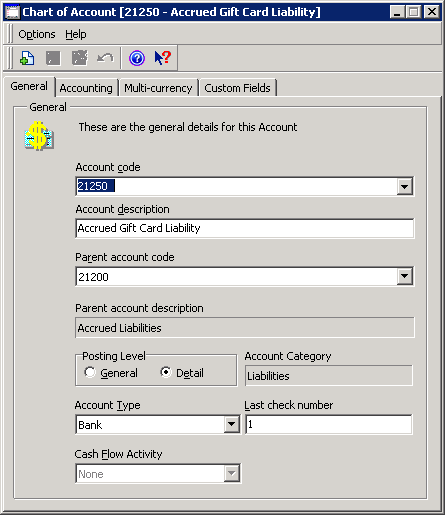 Chart of Account [21250 - Accrued Gift Card Liability]
Options Help
General Accounting Multi-currency Custom Fields
General
These are the general details for this Account
Account code
21250
Account description
Accrued Gift Card Liability
Parent account code
21200
Parent account description
Accrued Liabilities
Posting Level Account Category
General Detail Liabilities
Account Type Last check number
Bank 1
Cash Flow Activity
None